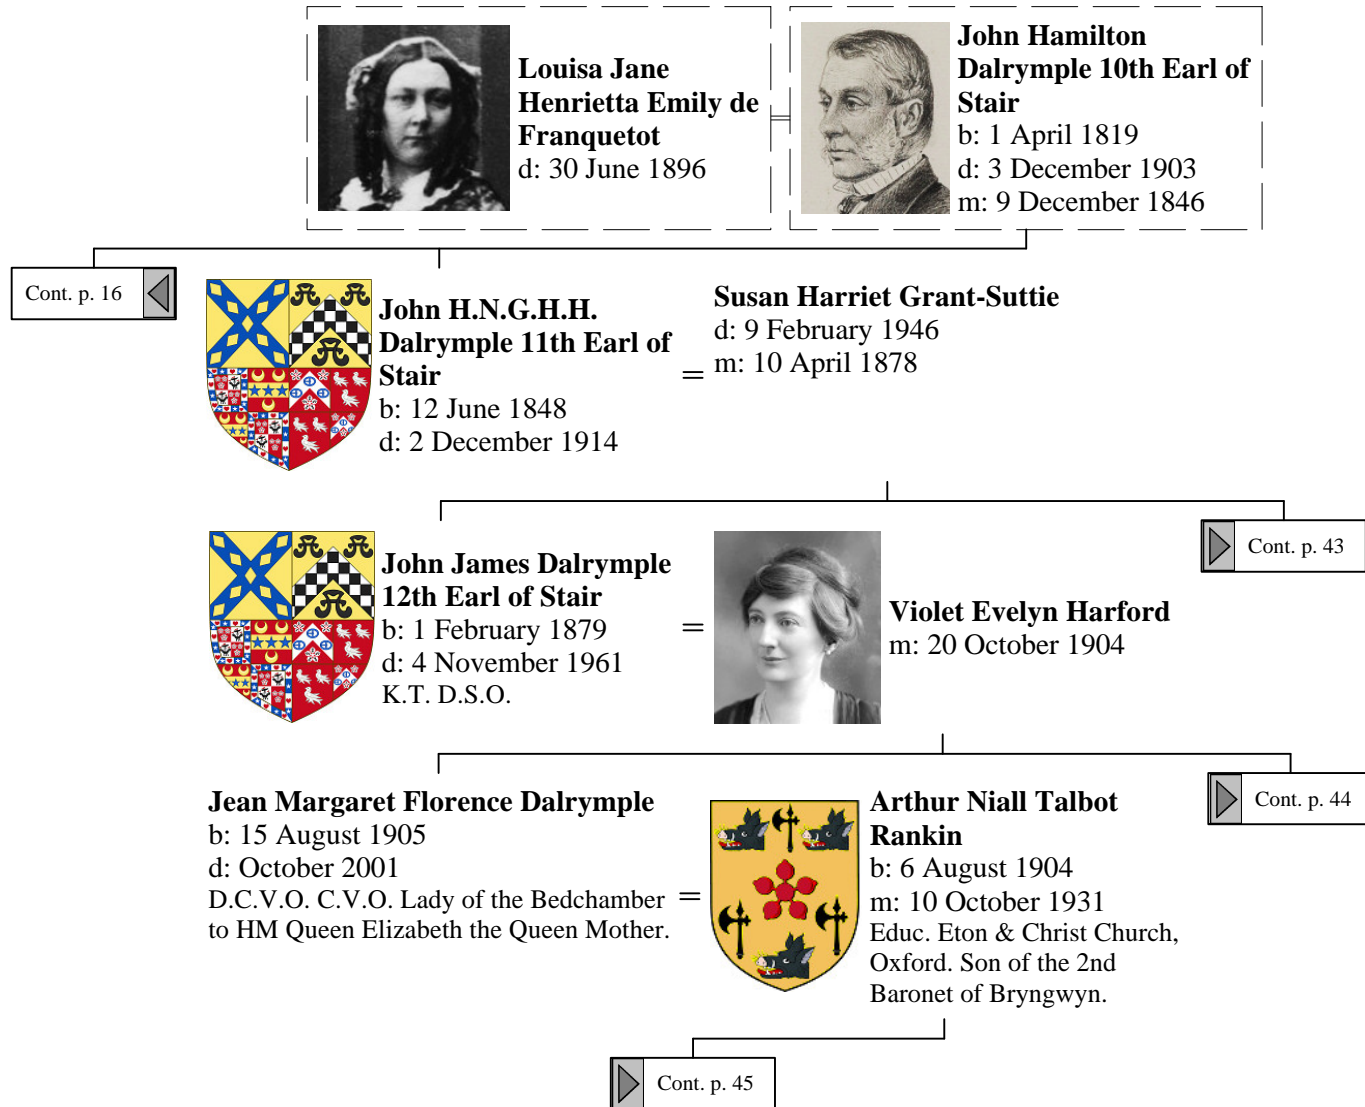 Louisa Jane
Henrietta Emily de
Franquetot
d: 30 June 1896
John Hamilton
Dalrymple 10th Earl of
Stair
b: 1 April 1819
d: 3 December 1903
m: 9 December 1846
Cont. p. 16
John H.N.G.H.H.
Dalrymple 11th Earl of
Stair
b: 12 June 1848
d: 2 December 1914
=
Susan Harriet Grant-Suttie
d: 9 February 1946
m: 10 April 1878
Cont. p. 43
John James Dalrymple
12th Earl of Stair
b: 1 February 1879
d: 4 November 1961
K.T. D.S.O.
=
Violet Evelyn Harford
m: 20 October 1904
Cont. p. 44
Jean Margaret Florence Dalrymple
b: 15 August 1905
d: October 2001
D.C.V.O. C.V.O. Lady of the Bedchamber
to HM Queen Elizabeth the Queen Mother.
=
Arthur Niall Talbot
Rankin
b: 6 August 1904
m: 10 October 1931
Educ. Eton & Christ Church,
Oxford. Son of the 2nd
Baronet of Bryngwyn.
Cont. p. 45